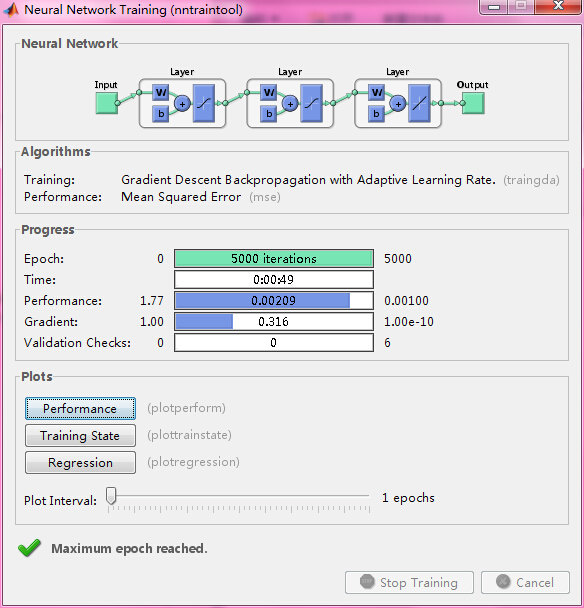 Neural Network Training (nntraintool)
Neural Network
Input Layer Layer Layer Output
W W W
b + b + b +
Algorithms
Training: Gradient Descent Backpropagation with Adaptive Learning Rate. (traingda)
Performance: Mean Squared Error (mse)
Progress
Epoch: 0 5000 iterations 5000
Time: 0:00:49
Performance: 1.77 0.00209 0.00100
Gradient: 1.00 0.316 1.00e-10
Validation Checks: 0 0 6
Plots
Performance (plotperform)
Training State (plottrainstate)
Regression (plotregression)
Plot Interval: 1 epochs
Maximum epoch reached.
Stop Training Cancel